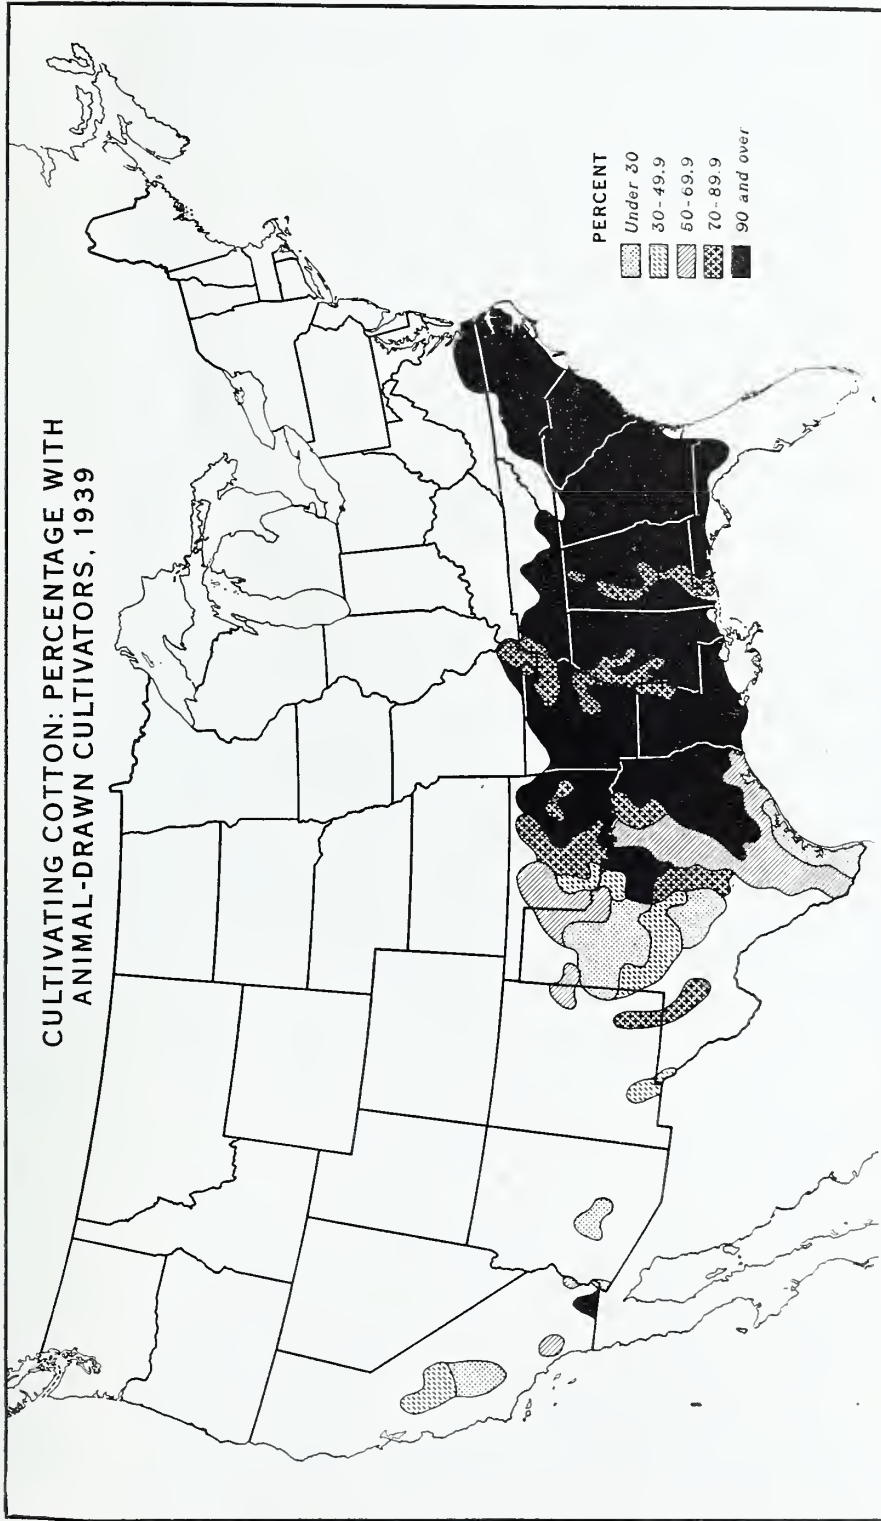 CULTIVATING COTTON: PERCENTAGE WITH
ANIMAL-DRAWN CULTIVATORS, 1939
PERCENT
Under 30
30-49.9
50-69.9
70-89.9
90 and over